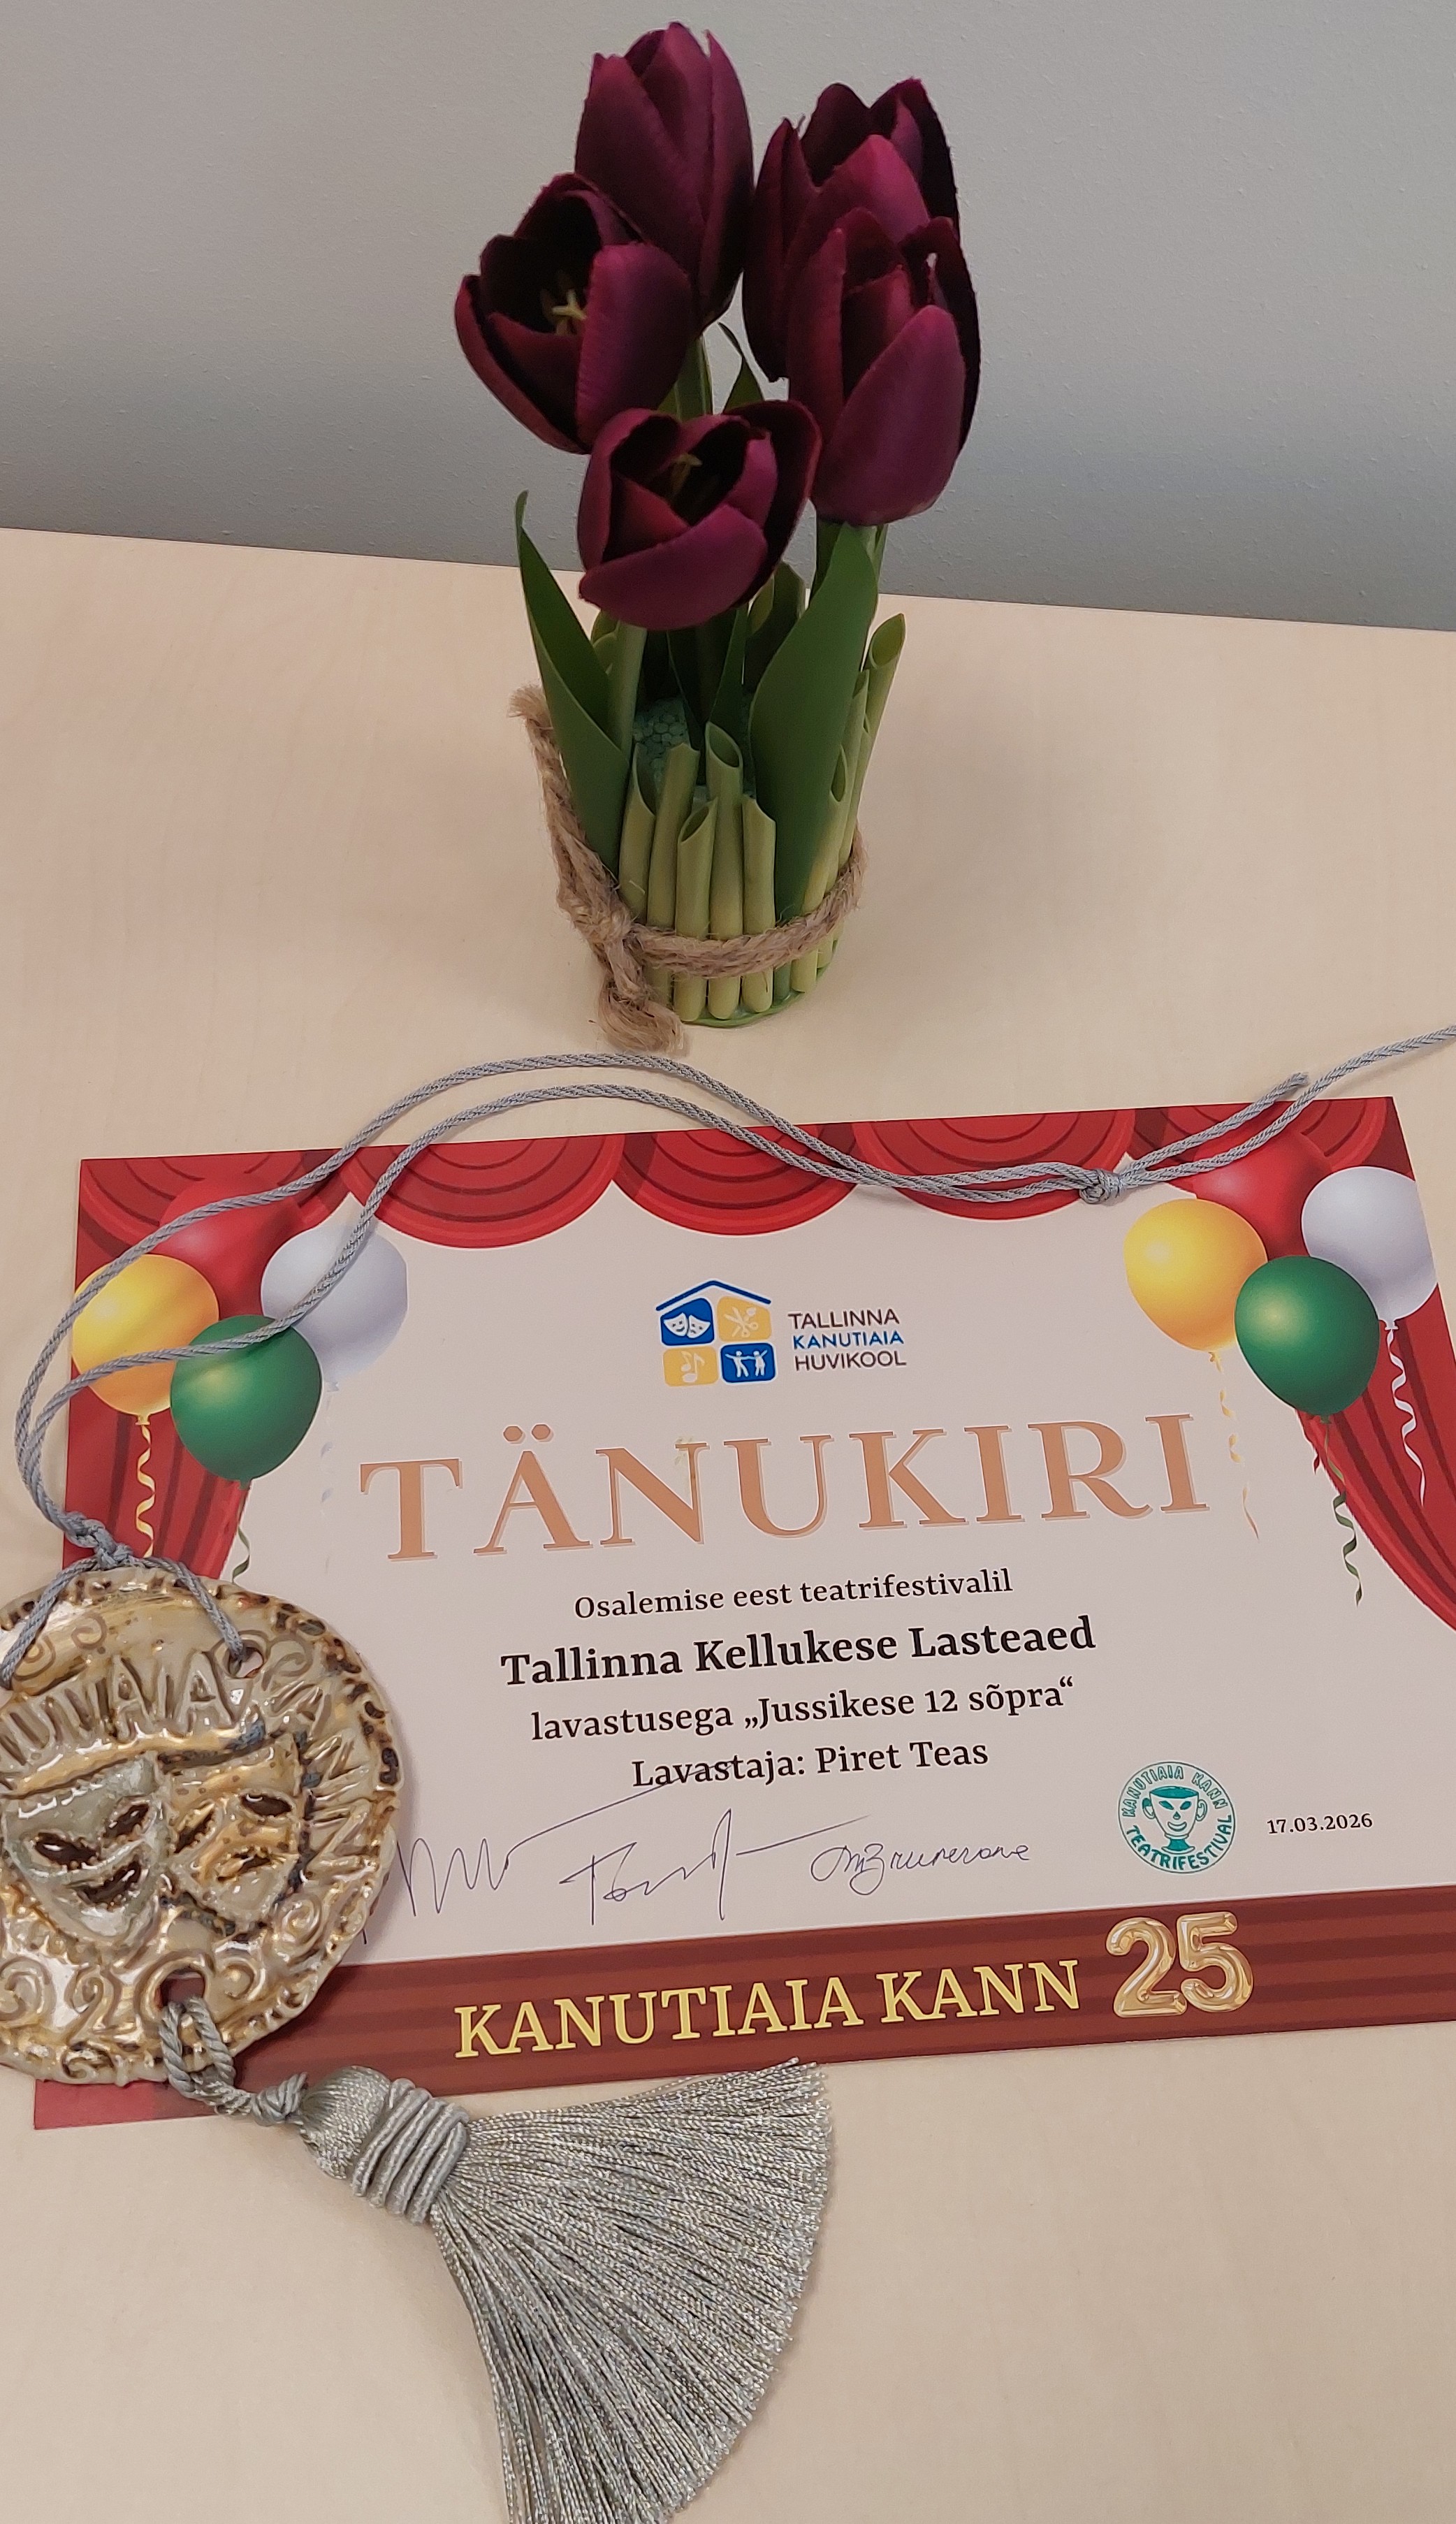 TALLINNA
KANUTIAIA
HUVIKOOL
TÄNUKIRI
Osalemise eest teatrifestivalil
Tallinna Kellukese Lasteaed
lavastusega „Jussikese 12 sõpra“
Lavastaja: Piret Teas
KANUTIAIA KANN
TEATRIFESTIVAL
17.03.2026
KANUTIAIA KANN 25